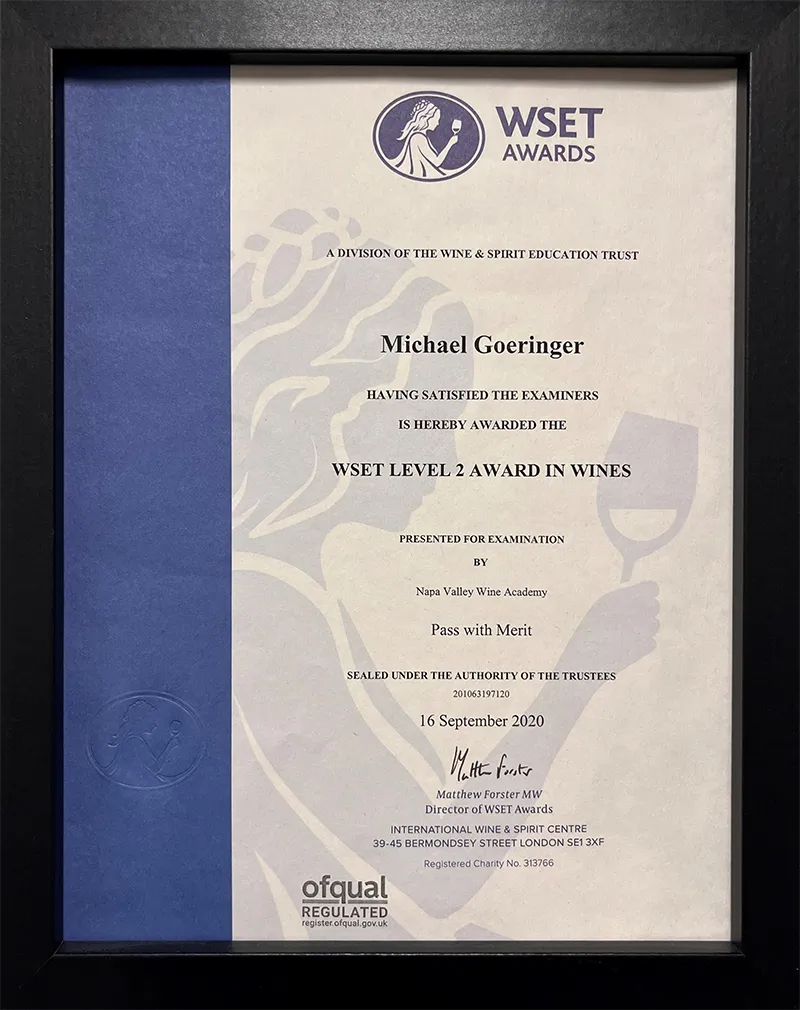 WSET
AWARDS
A DIVISION OF THE WINE & SPIRIT EDUCATION TRUST
Michael Goeringer
HAVING SATISFIED THE EXAMINERS
IS HEREBY AWARDED THE
WSET LEVEL 2 AWARD IN WINES
PRESENTED FOR EXAMINATION
BY
Napa Valley Wine Academy
Pass with Merit
SEALED UNDER THE AUTHORITY OF THE TRUSTEES
201063197120
16 September 2020
Matthew Forster
Matthew Forster MW
Director of WSET Awards
INTERNATIONAL WINE & SPIRIT CENTRE
39-45 BERMONDSEY STREET LONDON SE1 3XF
Registered Charity No. 313766
ofqual
REGULATED
register.ofqual.gov.uk